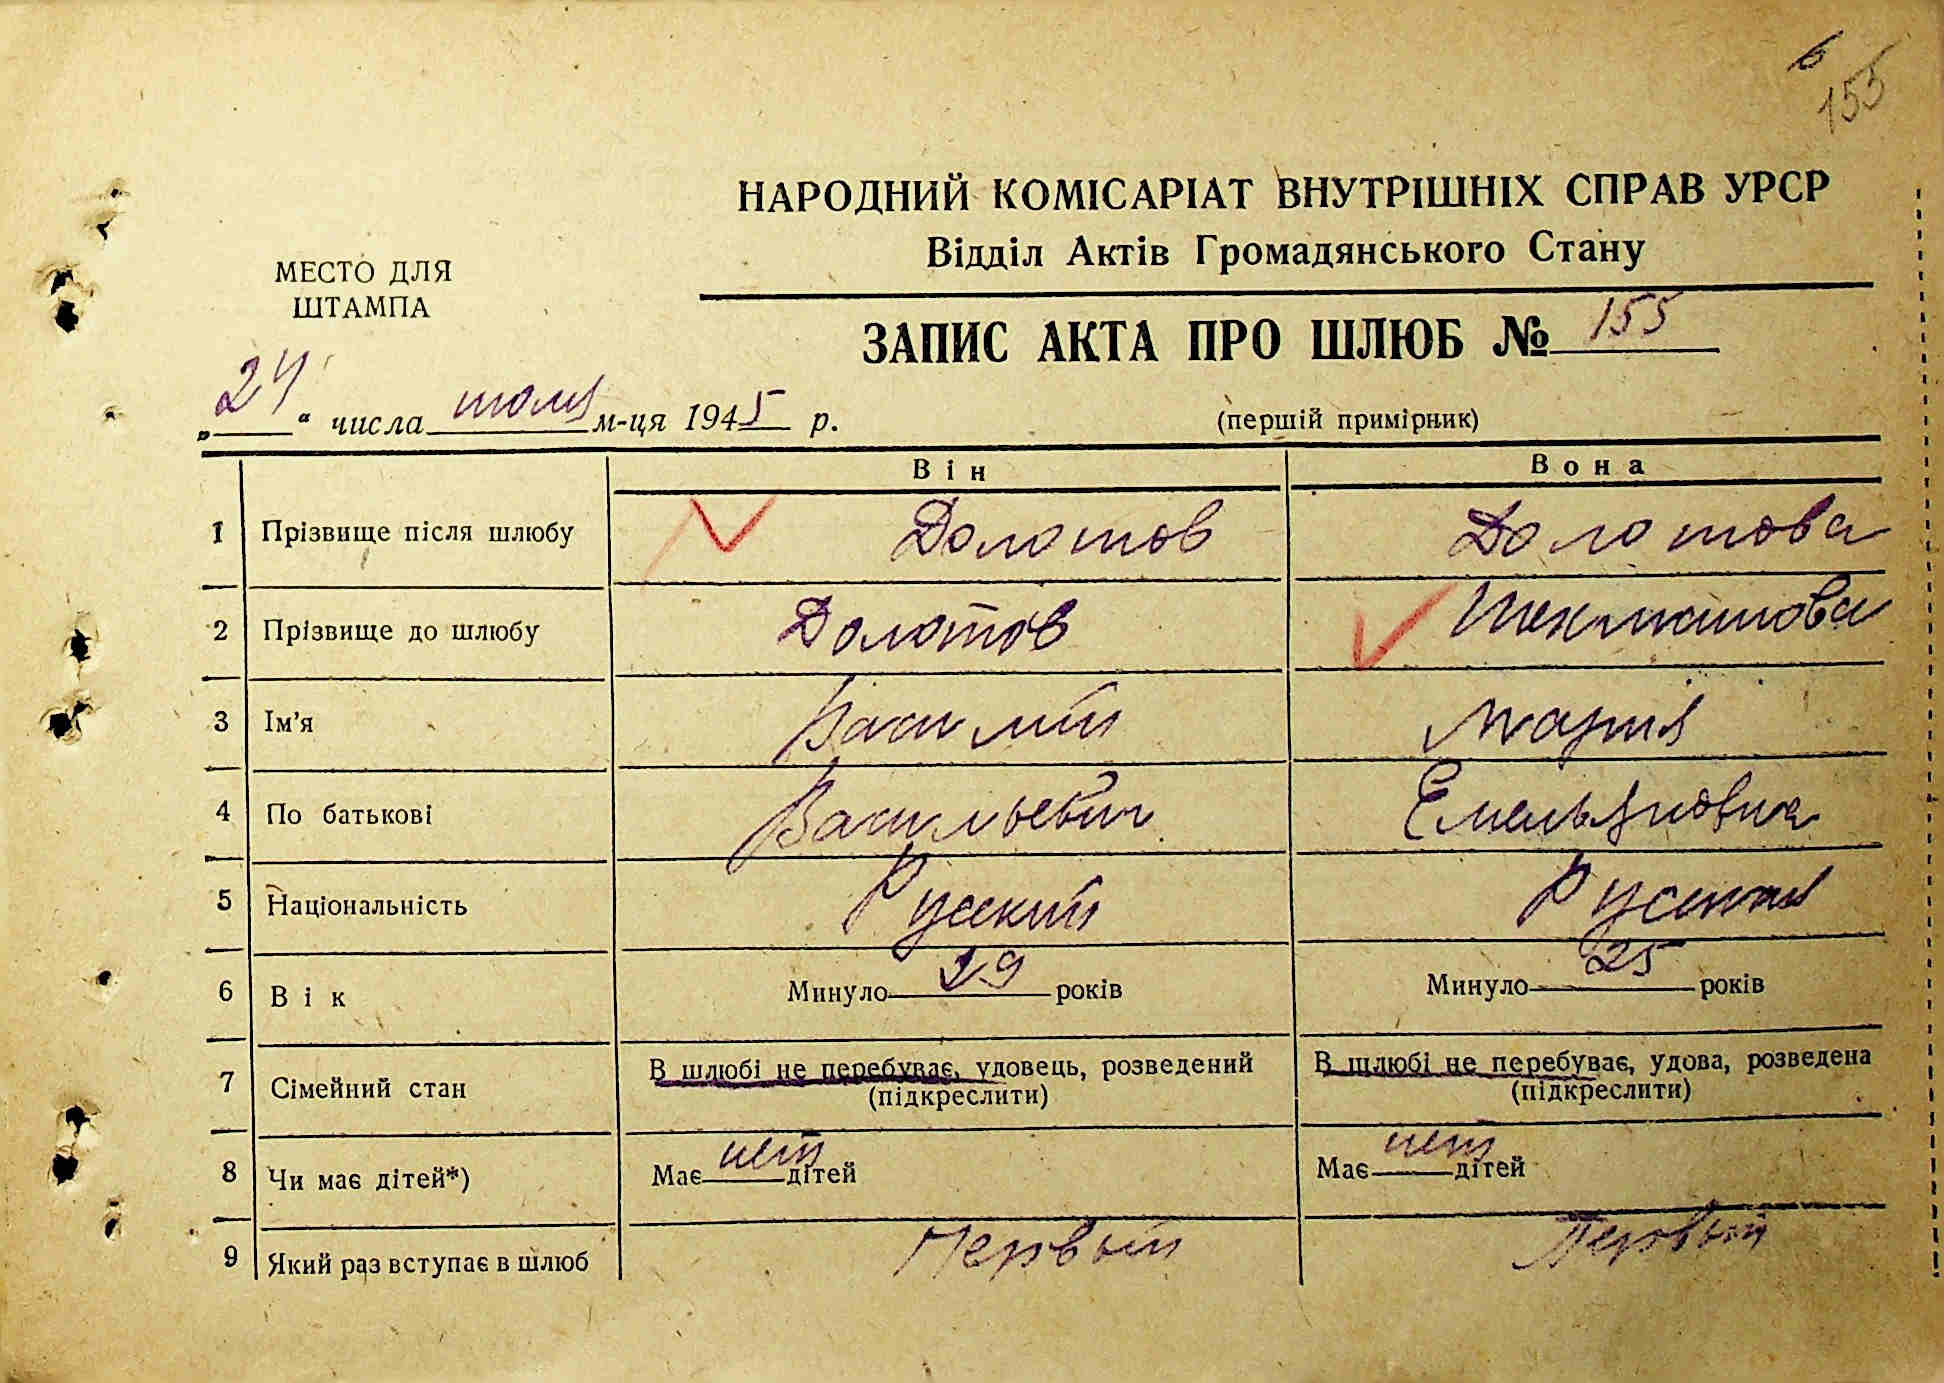 6
155
НАРОДНИЙ КОМІСАРІАТ ВНУТРІШНІХ СПРАВ УРСР
Відділ Актів Громадянського Стану
МЕСТО ДЛЯ
ШТАМПА
ЗАПИС АКТА ПРО ШЛЮБ № 155
„24“ числа июля м-ця 1945 р.
(перший примірник)
Він Вона
1 Прізвище після шлюбу Долотов Долотова
2 Прізвище до шлюбу Долотов
3 Ім'я Василий Мария
4 По батькові Васильевич Емельяновна
5 Національність Русский Русская
6 Вік Минуло 29 років Минуло 25 років
7 Сімейний стан В шлюбі не перебуває, удовець, розведений В шлюбі не перебуває, удова, розведена
(підкреслити) (підкреслити)
8 Чи має дітей*) Має нет дітей Має нет дітей
9 Який раз вступає в шлюб Первый Первый